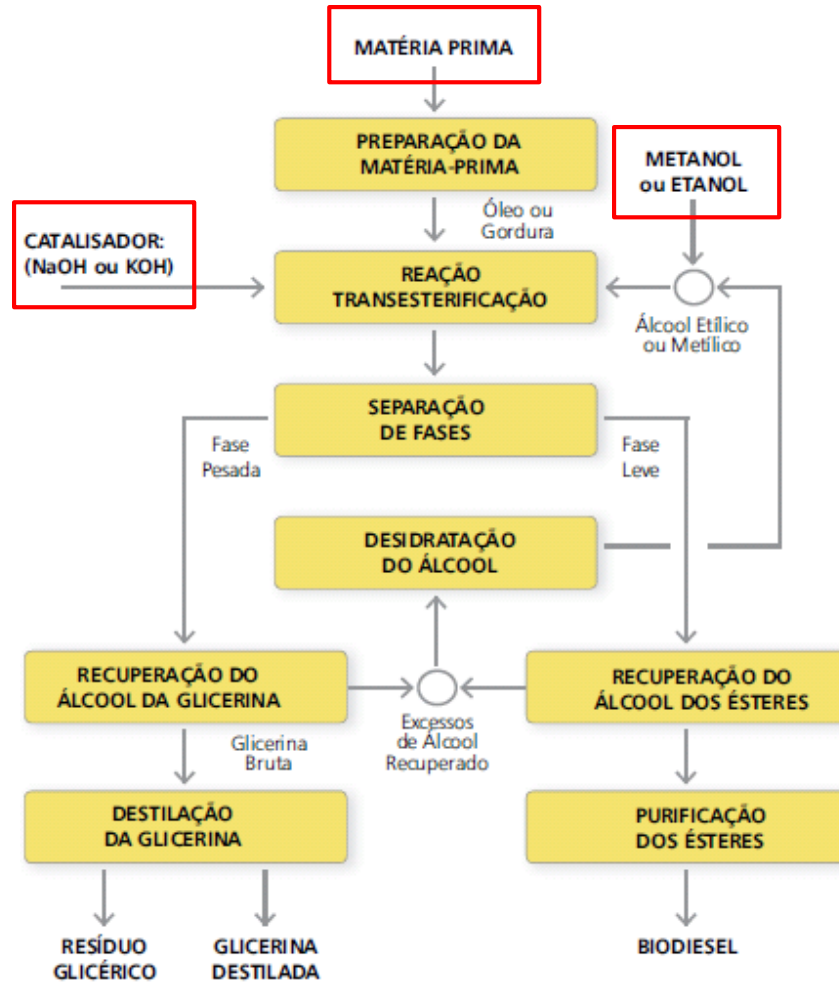 MATÉRIA PRIMA
PREPARAÇÃO DA
MATÉRIA-PRIMA
METANOL
ou ETANOL
Óleo ou
Gordura
CATALISADOR:
(NaOH ou KOH)
REAÇÃO
TRANSESTERIFICAÇÃO
Álcool Etílico
ou Metílico
SEPARAÇÃO
DE FASES
Fase
Pesada
Fase
Leve
DESIDRATAÇÃO
DO ÁLCOOL
RECUPERAÇÃO DO
ÁLCOOL DA GLICERINA
RECUPERAÇÃO DO
ÁLCOOL DOS ÉSTERES
Excessos
de Álcool
Recuperado
Glicerina
Bruta
DESTILAÇÃO
DA GLICERINA
PURIFICAÇÃO
DOS ÉSTERES
RESÍDUO
GLICÉRICO
GLICERINA
DESTILADA
BIODIESEL